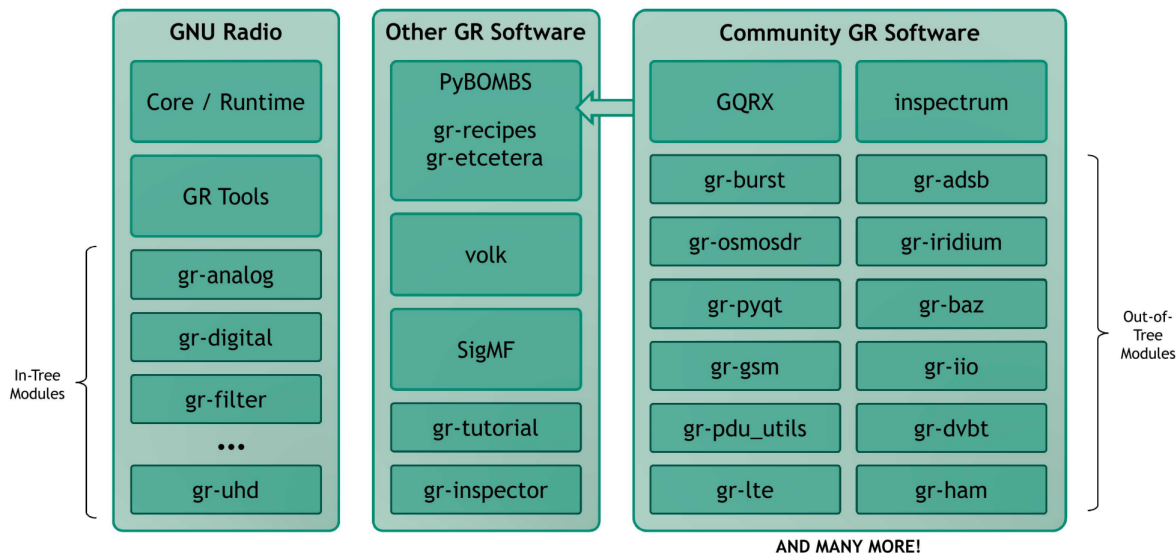 GNU Radio
Core / Runtime
GR Tools
gr-analog
gr-digital
gr-filter
...
gr-uhd
In-Tree
Modules
Other GR Software
PyBOMBS
gr-recipes
gr-etcetera
volk
SigMF
gr-tutorial
gr-inspector
Community GR Software
GQRX
inspectrum
gr-burst
gr-adsb
gr-osmosdr
gr-iridium
gr-pyqt
gr-baz
gr-gsm
gr-iio
gr-pdu_utils
gr-dvbt
gr-lte
gr-ham
Out-of-
Tree
Modules
AND MANY MORE!